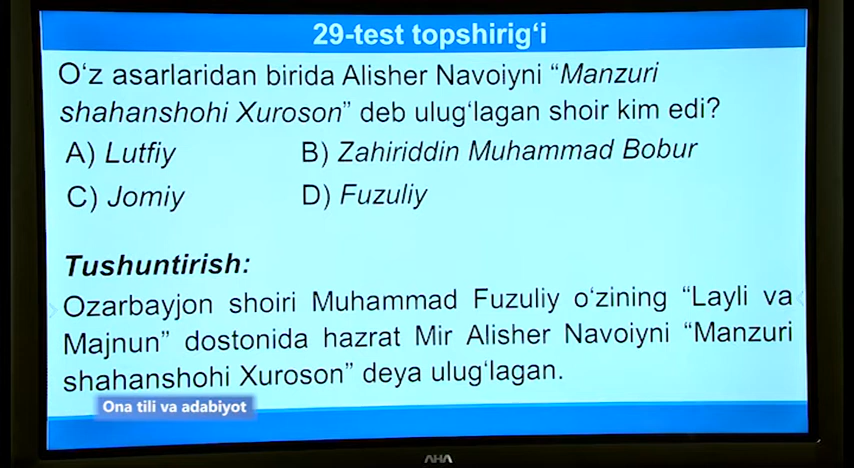 29-test topshirig‘i
O‘z asarlaridan birida Alisher Navoiyni “Manzuri
shahanshohi Xuroson” deb ulug‘lagan shoir kim edi?
A) Lutfiy B) Zahiriddin Muhammad Bobur
C) Jomiy D) Fuzuliy
Tushuntirish:
Ozarbayjon shoiri Muhammad Fuzuliy o‘zining “Layli va
Majnun” dostonida hazrat Mir Alisher Navoiyni “Manzuri
shahanshohi Xuroson” deya ulug‘lagan.
Ona tili va adabiyot
AHA